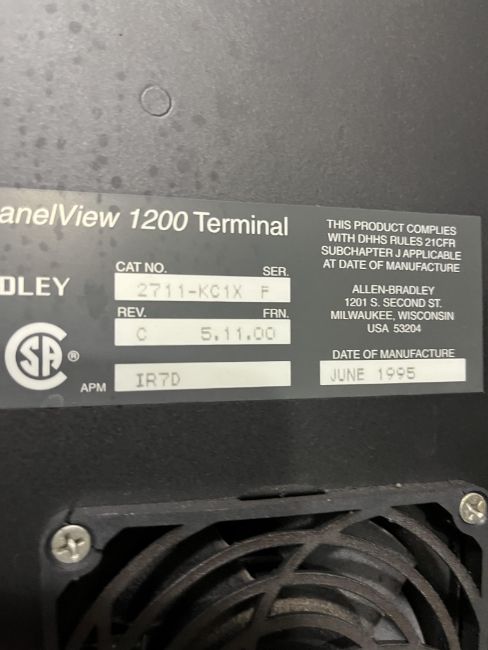 anelView 1200 Terminal
DLEY
CAT NO. SER.
2711-KC1X F
REV. FRN.
C 5.11.00
SA ®
APM IR7D
THIS PRODUCT COMPLIES
WITH DHHS RULES 21CFR
SUBCHAPTER J APPLICABLE
AT DATE OF MANUFACTURE
ALLEN-BRADLEY
1201 S. SECOND ST.
MILWAUKEE, WISCONSIN
USA 53204
DATE OF MANUFACTURE
JUNE 1995